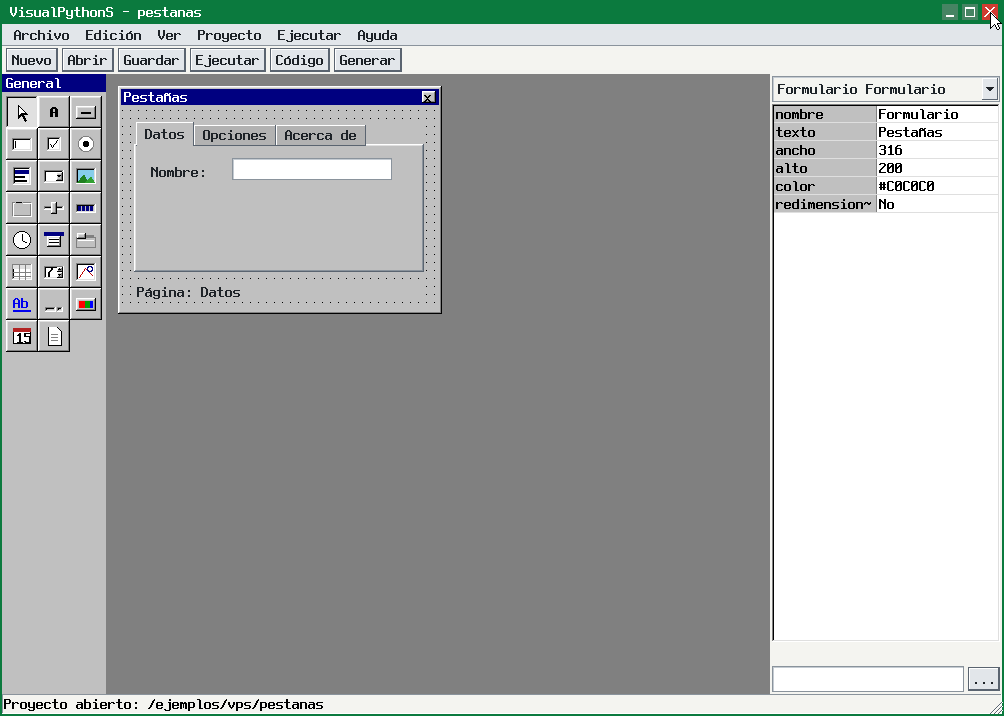 VisualPythonS - pestanas
Archivo Edición Ver Proyecto Ejecutar Ayuda
Nuevo Abrir Guardar Ejecutar Código Generar
General
A
Ab
15
Pestañas
Datos Opciones Acerca de
Nombre:
Página: Datos
Formulario Formulario
nombre Formulario
texto Pestañas
ancho 316
alto 200
color #C0C0C0
redimension~ No
...
Proyecto abierto: /ejemplos/vps/pestanas